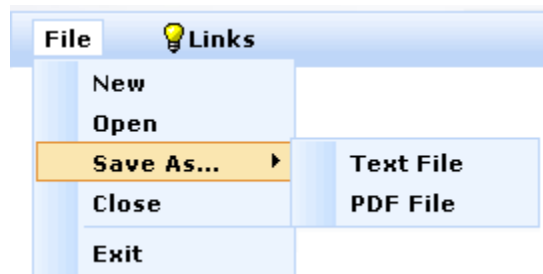 File Links
New
Open
Save As...
Text File
Close
PDF File
Exit